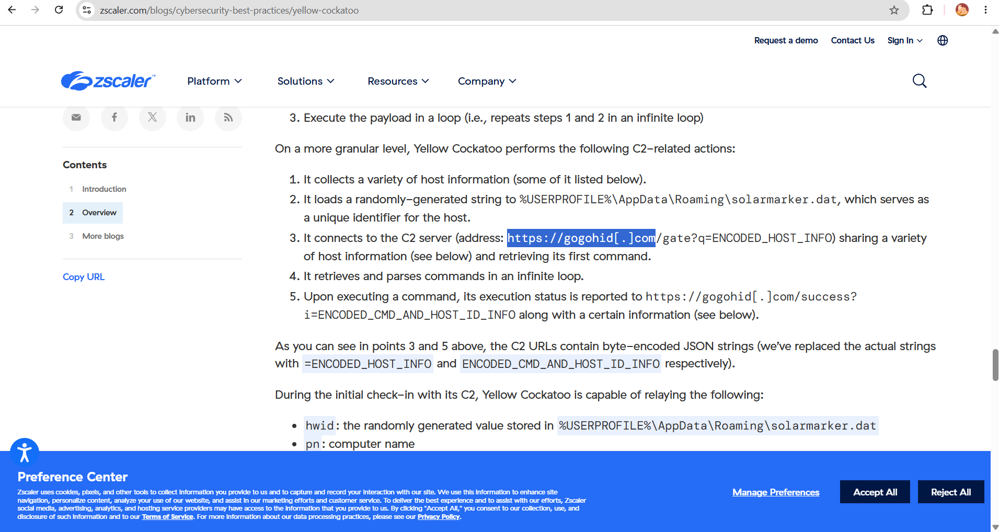 zscaler.com/blogs/cybersecurity-best-practices/yellow-cockatoo
Request a demo Contact Us Sign In
zscaler™ Platform Solutions Resources Company
3. Execute the payload in a loop (i.e., repeats steps 1 and 2 in an infinite loop)
On a more granular level, Yellow Cockatoo performs the following C2-related actions:
Contents
1 Introduction
2 Overview
3 More blogs
Copy URL
1. It collects a variety of host information (some of it listed below).
2. It loads a randomly-generated string to %USERPROFILE%\AppData\Roaming\solarmarker.dat, which serves as
a unique identifier for the host.
3. It connects to the C2 server (address: https://gogohid[.]com/gate?q=ENCODED_HOST_INFO) sharing a variety
of host information (see below) and retrieving its first command.
4. It retrieves and parses commands in an infinite loop.
5. Upon executing a command, its execution status is reported to https://gogohid[.]com/success?
i=ENCODED_CMD_AND_HOST_ID_INFO along with a certain information (see below).
As you can see in points 3 and 5 above, the C2 URLs contain byte-encoded JSON strings (we’ve replaced the actual strings
with =ENCODED_HOST_INFO and ENCODED_CMD_AND_HOST_ID_INFO respectively).
During the initial check-in with its C2, Yellow Cockatoo is capable of relaying the following:
• hwid: the randomly generated value stored in %USERPROFILE%\AppData\Roaming\solarmarker.dat
• pn: computer name
Preference Center
Zscaler uses cookies, pixels, and other tools to collect information you provide to us and to capture and record your interaction with our site. We use this information to enhance site
navigation, personalize content, analyze your use of our website, and assist in our marketing efforts and customer service. To deliver the best experience and to assist with our efforts, Zscaler
social media, advertising, analytics, and hosting service providers may have access to the information that you provide to us. By clicking "Accept All," you consent to our collection, use, and
disclosure of such information and to our Terms of Service. For more information about our data processing practices, please see our Privacy Policy.
Manage Preferences Accept All Reject All